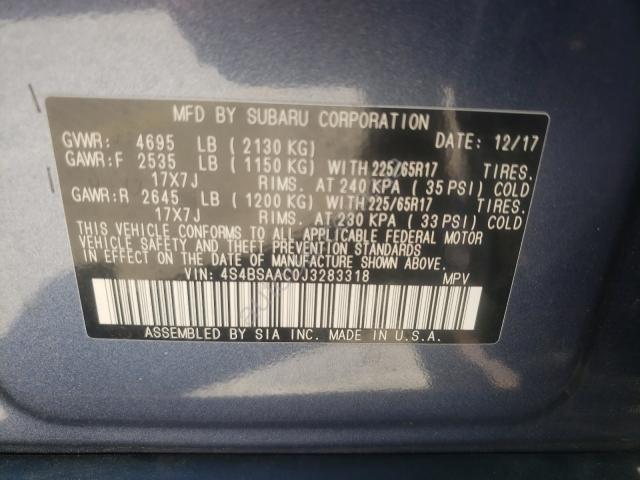 MFD BY SUBARU CORPORATION
GVWR: 4695 LB ( 2130 KG) DATE: 12/17
GAWR:F 2535 LB ( 1150 KG) WITH 225/65R17 TIRES.
17X7J RIMS. AT 240 KPA ( 35 PSI) COLD
GAWR:R 2645 LB ( 1200 KG) WITH 225/65R17 TIRES.
17X7J RIMS. AT 230 KPA ( 33 PSI) COLD
THIS VEHICLE CONFORMS TO ALL APPLICABLE FEDERAL MOTOR
VEHICLE SAFETY AND THEFT PREVENTION STANDARDS
IN EFFECT ON THE DATE OF MANUFACTURE SHOWN ABOVE.
VIN: 4S4BSAAC0J3283318 MPV
ASSEMBLED BY SIA INC. MADE IN U.S.A.